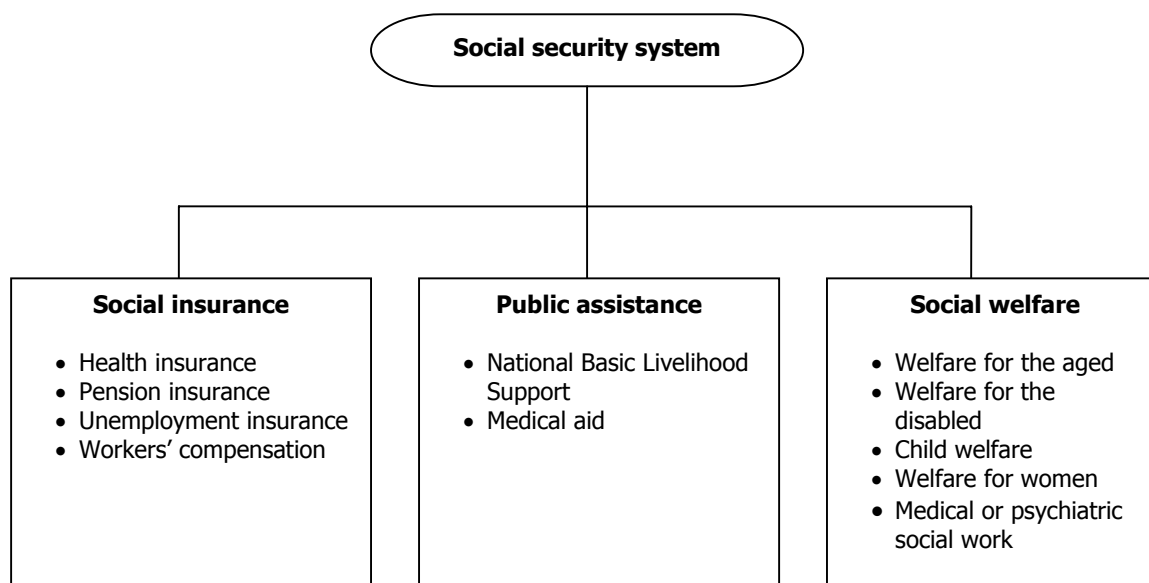 Social security system
Social insurance
• Health insurance
• Pension insurance
• Unemployment insurance
• Workers’ compensation
Public assistance
• National Basic Livelihood
Support
• Medical aid
Social welfare
• Welfare for the aged
• Welfare for the
disabled
• Child welfare
• Welfare for women
• Medical or psychiatric
social work